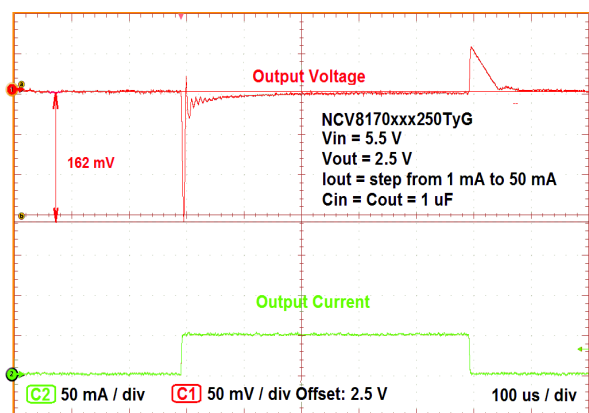 Output Voltage
162 mV
NCV8170xxx250TyG
Vin = 5.5 V
Vout = 2.5 V
Iout = step from 1 mA to 50 mA
Cin = Cout = 1 uF
Output Current
C2 50 mA / div C1 50 mV / div Offset: 2.5 V 100 us / div
1
2